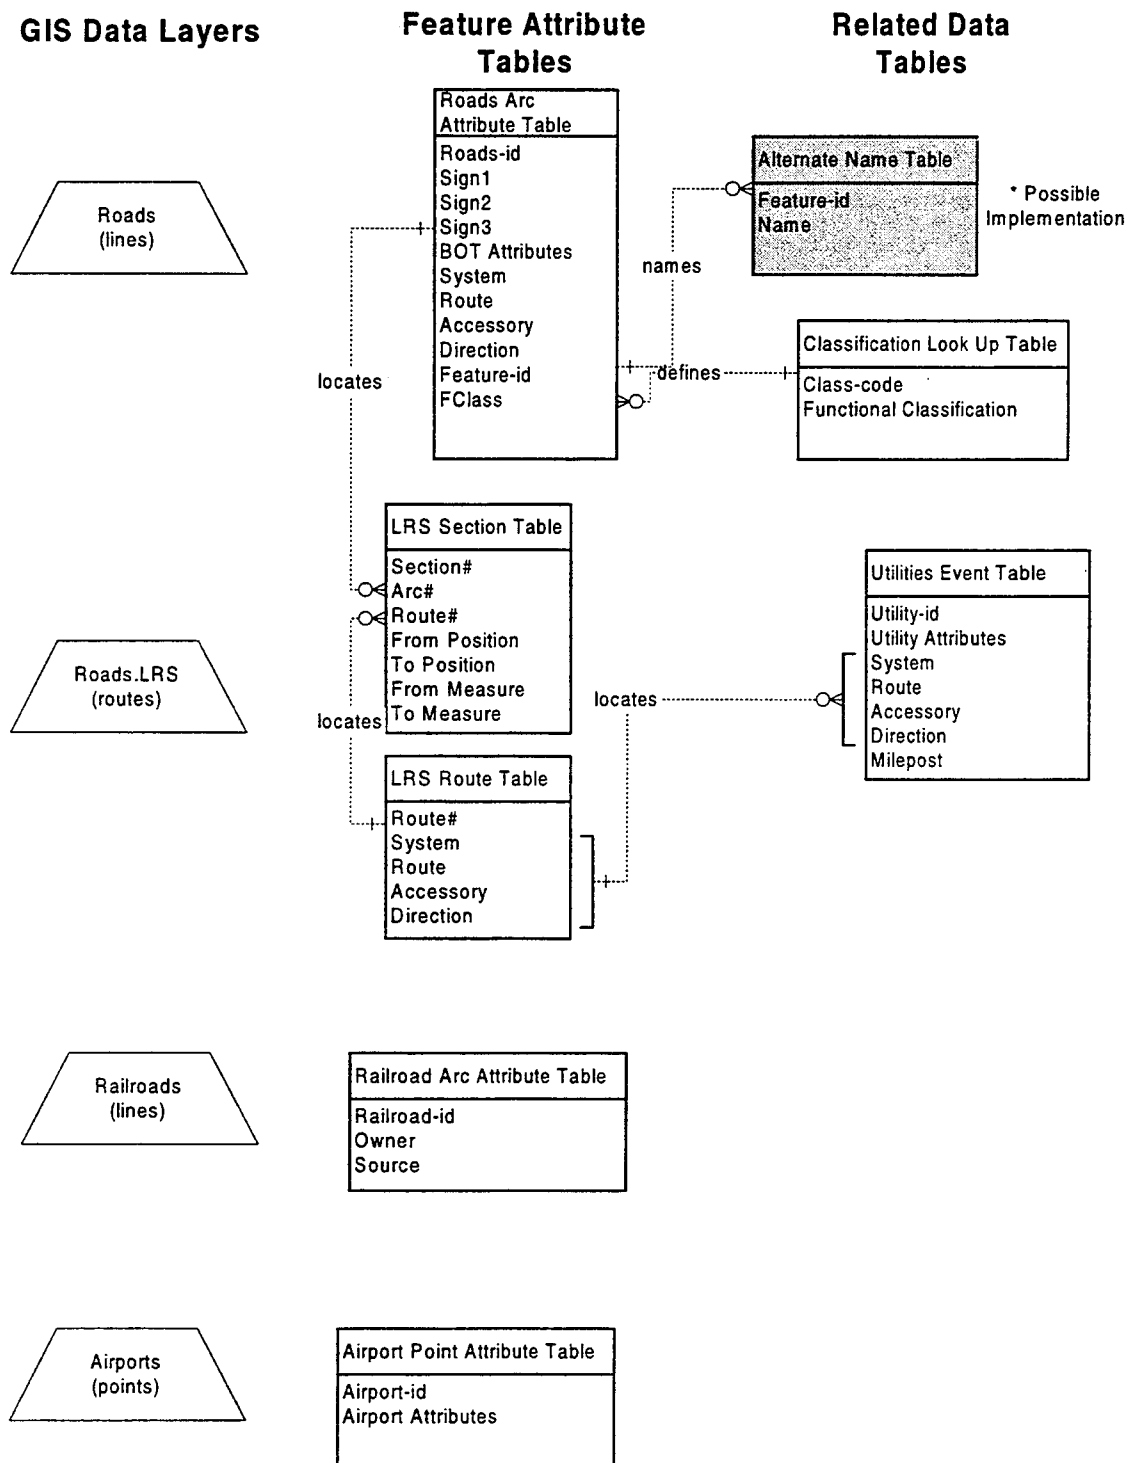 GIS Data Layers
Feature Attribute
Tables
Related Data
Tables
Roads
(lines)
Roads Arc
Attribute Table
Roads-id
Sign1
Sign2
Sign3
BOT Attributes
System
Route
Accessory
Direction
Feature-id
FClass
Alternate Name Table
Feature-id
Name
* Possible
Implementation
names
defines
Classification Look Up Table
Class-code
Functional Classification
locates
Roads.LRS
(routes)
LRS Section Table
Section#
Arc#
Route#
From Position
To Position
From Measure
To Measure
locates
LRS Route Table
Route#
System
Route
Accessory
Direction
locates
Utilities Event Table
Utility-id
Utility Attributes
System
Route
Accessory
Direction
Milepost
Railroads
(lines)
Railroad Arc Attribute Table
Railroad-id
Owner
Source
Airports
(points)
Airport Point Attribute Table
Airport-id
Airport Attributes